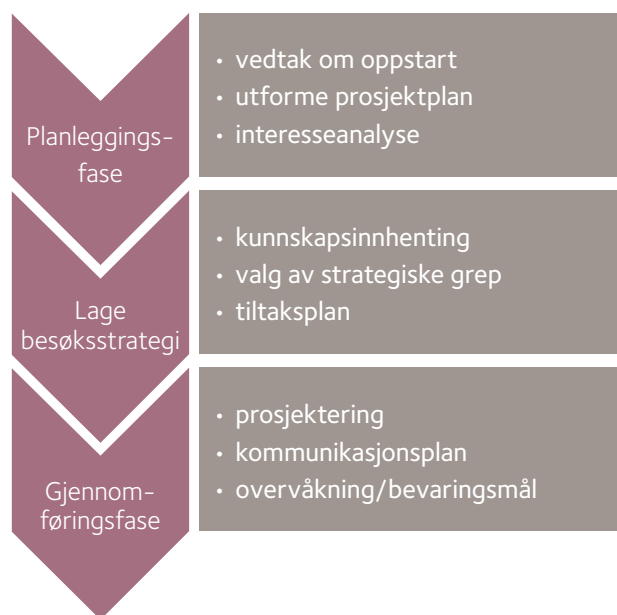 Planleggings-
fase
• vedtak om oppstart
• utforme prosjektplan
• interesseanalyse
Lage
besøksstrategi
• kunnskapsinnhenting
• valg av strategiske grep
• tiltaksplan
Gjennom-
føringsfase
• prosjektering
• kommunikasjonsplan
• overvåkning/bevaringsmål